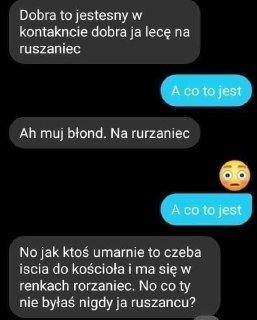 Dobra to jestesny w
kontakncie dobra ja lecę na
ruszaniec
A co to jest
Ah muj błond. Na rurzaniec
😳
A co to jest
No jak ktoś umarnie to czeba
iscia do kościoła i ma się w
renkach rorzaniec. No co ty
nie byłaś nigdy ja ruszancu?